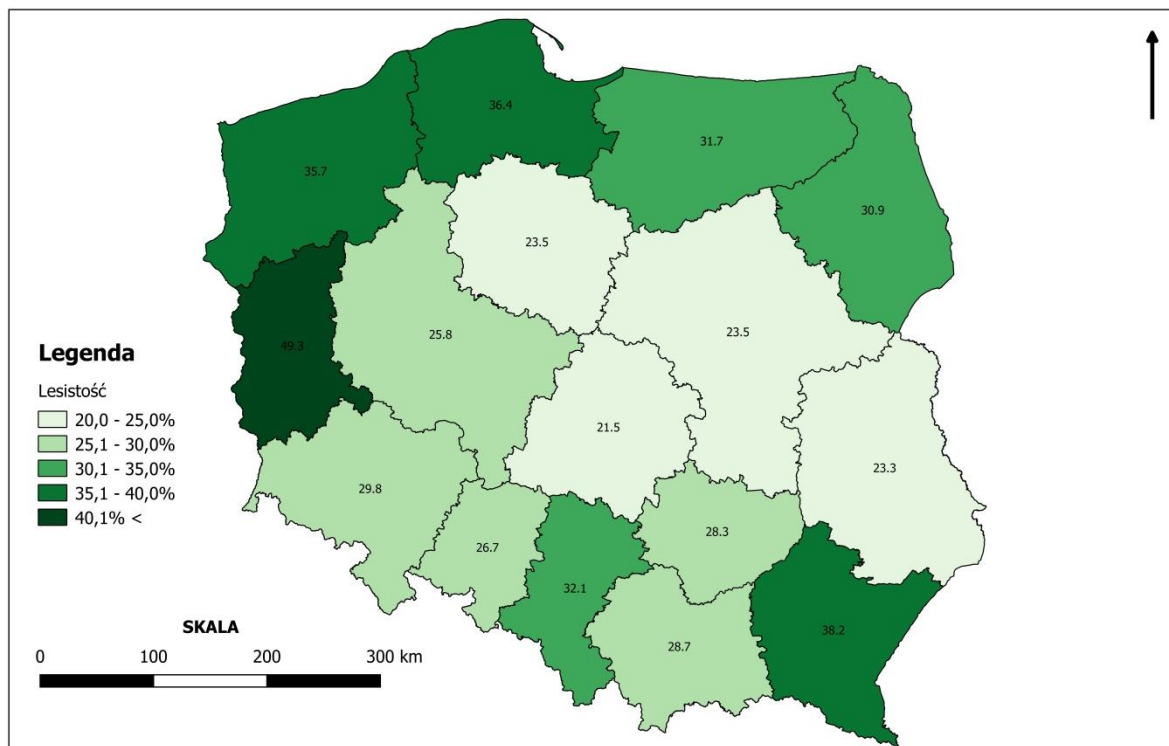 36.4
31.7
35.7
30.9
23.5
23.5
25.8
49.3
21.5
23.3
29.8
28.3
26.7
32.1
38.2
28.7
Legenda
Lesistość
20,0 - 25,0%
25,1 - 30,0%
30,1 - 35,0%
35,1 - 40,0%
40,1% <
SKALA
0 100 200 300 km